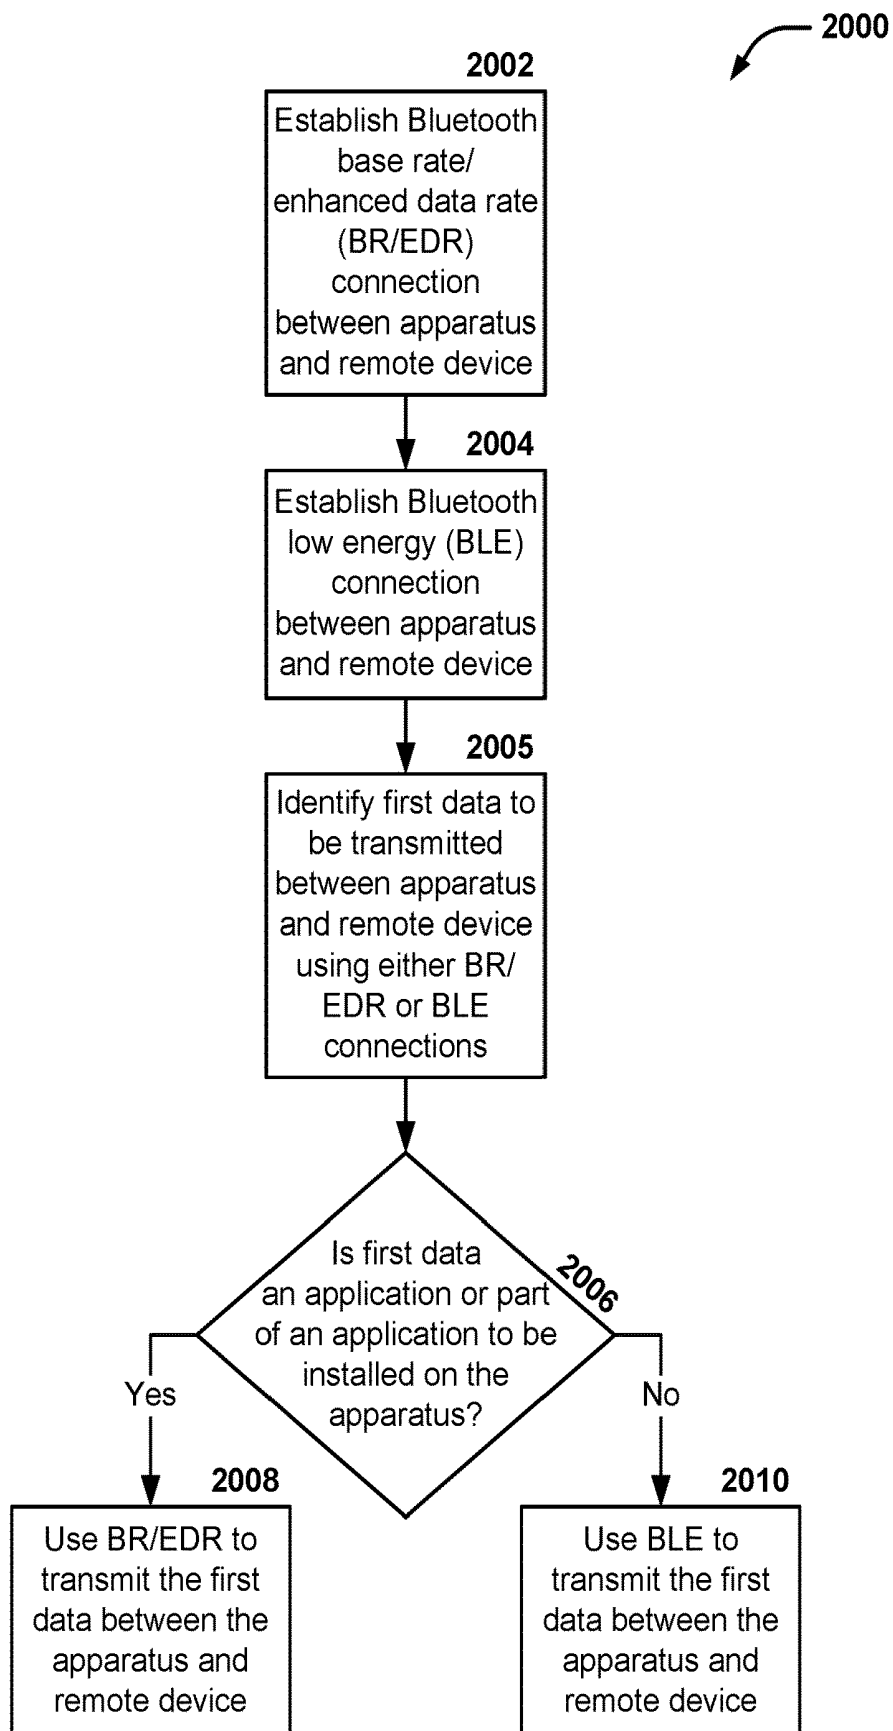 2000
2002
Establish Bluetooth
base rate/
enhanced data rate
(BR/EDR)
connection
between apparatus
and remote device
2004
Establish Bluetooth
low energy (BLE)
connection
between apparatus
and remote device
2005
Identify first data to
be transmitted
between apparatus
and remote device
using either BR/
EDR or BLE
connections
2006
Is first data
an application or part
of an application to be
installed on the
apparatus?
Yes
No
2008
Use BR/EDR to
transmit the first
data between the
apparatus and
remote device
2010
Use BLE to
transmit the first
data between the
apparatus and
remote device